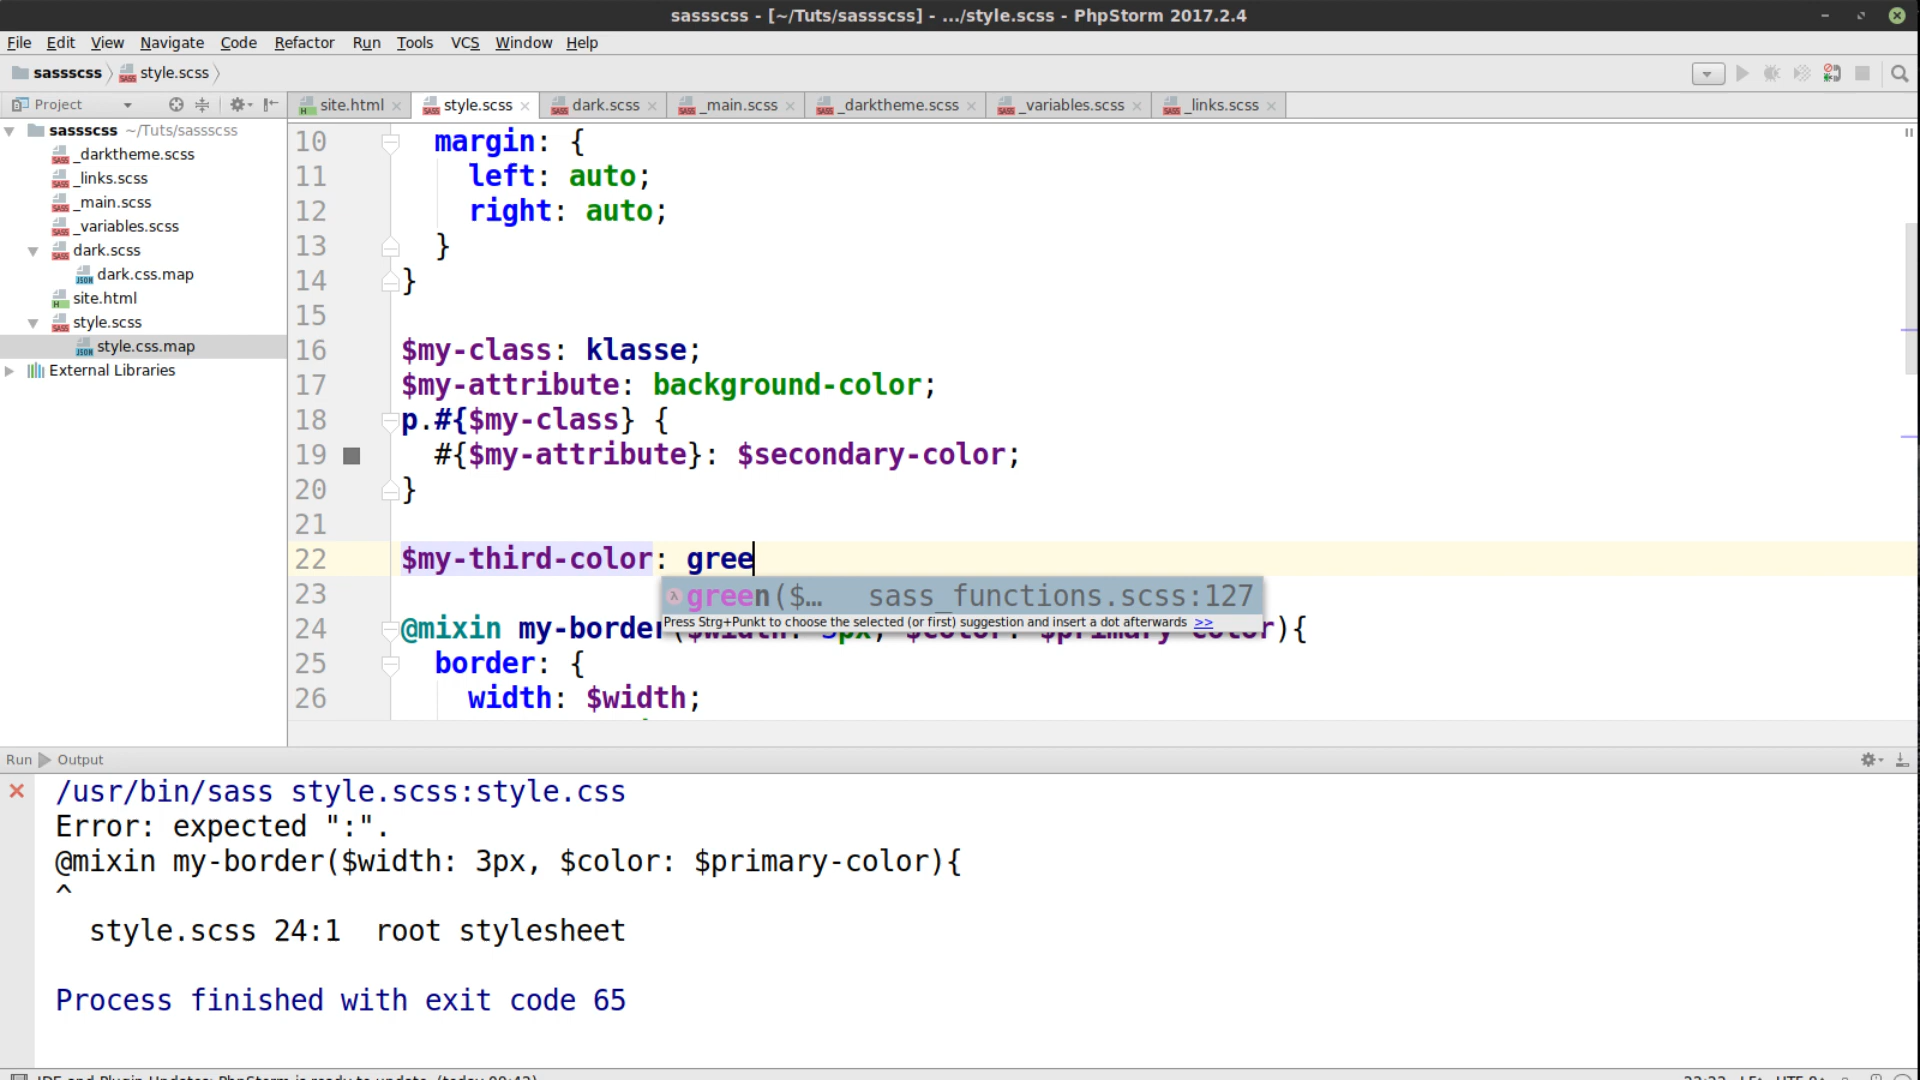 sassscss - [~/Tuts/sassscss] - .../style.scss - PhpStorm 2017.2.4
File Edit View Navigate Code Refactor Run Tools VCS Window Help
sassscss style.scss
Project
site.html style.scss dark.scss _main.scss _darktheme.scss _variables.scss _links.scss
sassscss ~/Tuts/sassscss
_darktheme.scss
_links.scss
_main.scss
_variables.scss
dark.scss
dark.css.map
site.html
style.scss
style.css.map
External Libraries
10 margin: {
11 left: auto;
12 right: auto;
13 }
14 }
15
16 $my-class: klasse;
17 $my-attribute: background-color;
18 p.#{$my-class} {
19 #{$my-attribute}: $secondary-color;
20 }
21
22 $my-third-color: gree
green($… sass_functions.scss:127
Press Strg+Punkt to choose the selected (or first) suggestion and insert a dot afterwards >>
23
24 @mixin my-border($width: 3px, $color: $primary-color){
25 border: {
26 width: $width;
Run Output
/usr/bin/sass style.scss:style.css
Error: expected ":".
@mixin my-border($width: 3px, $color: $primary-color){
^
style.scss 24:1 root stylesheet
Process finished with exit code 65